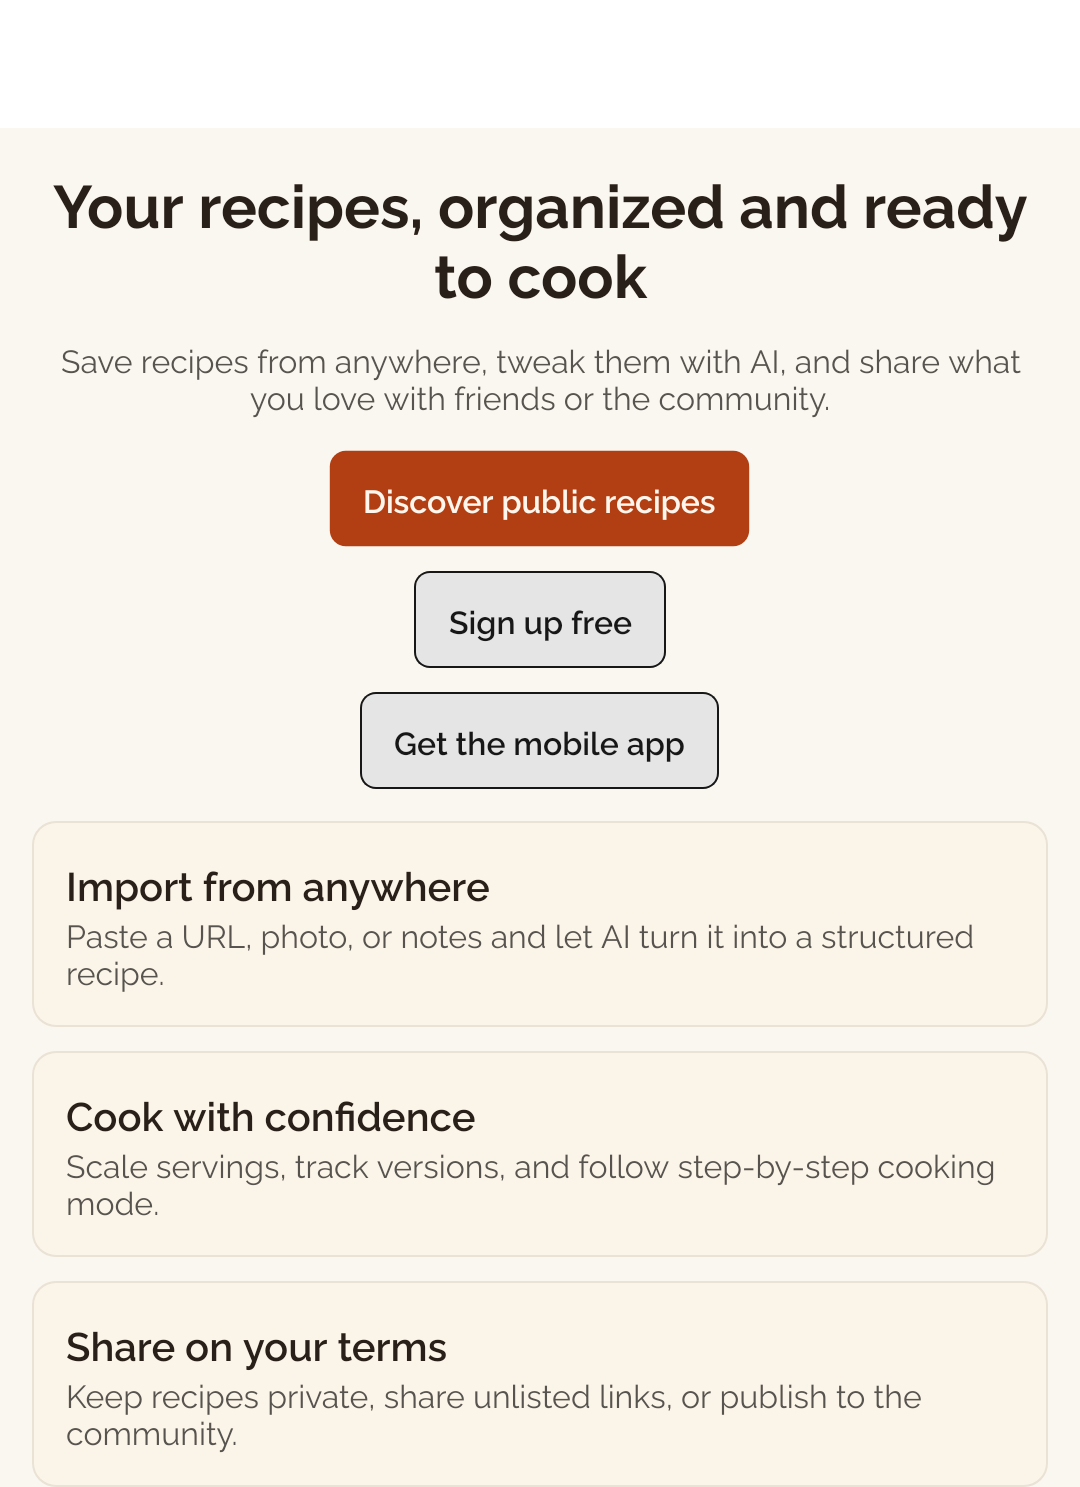 Your recipes, organized and ready
to cook
Save recipes from anywhere, tweak them with AI, and share what
you love with friends or the community.
Discover public recipes
Sign up free
Get the mobile app
Import from anywhere
Paste a URL, photo, or notes and let AI turn it into a structured
recipe.
Cook with confidence
Scale servings, track versions, and follow step-by-step cooking
mode.
Share on your terms
Keep recipes private, share unlisted links, or publish to the
community.